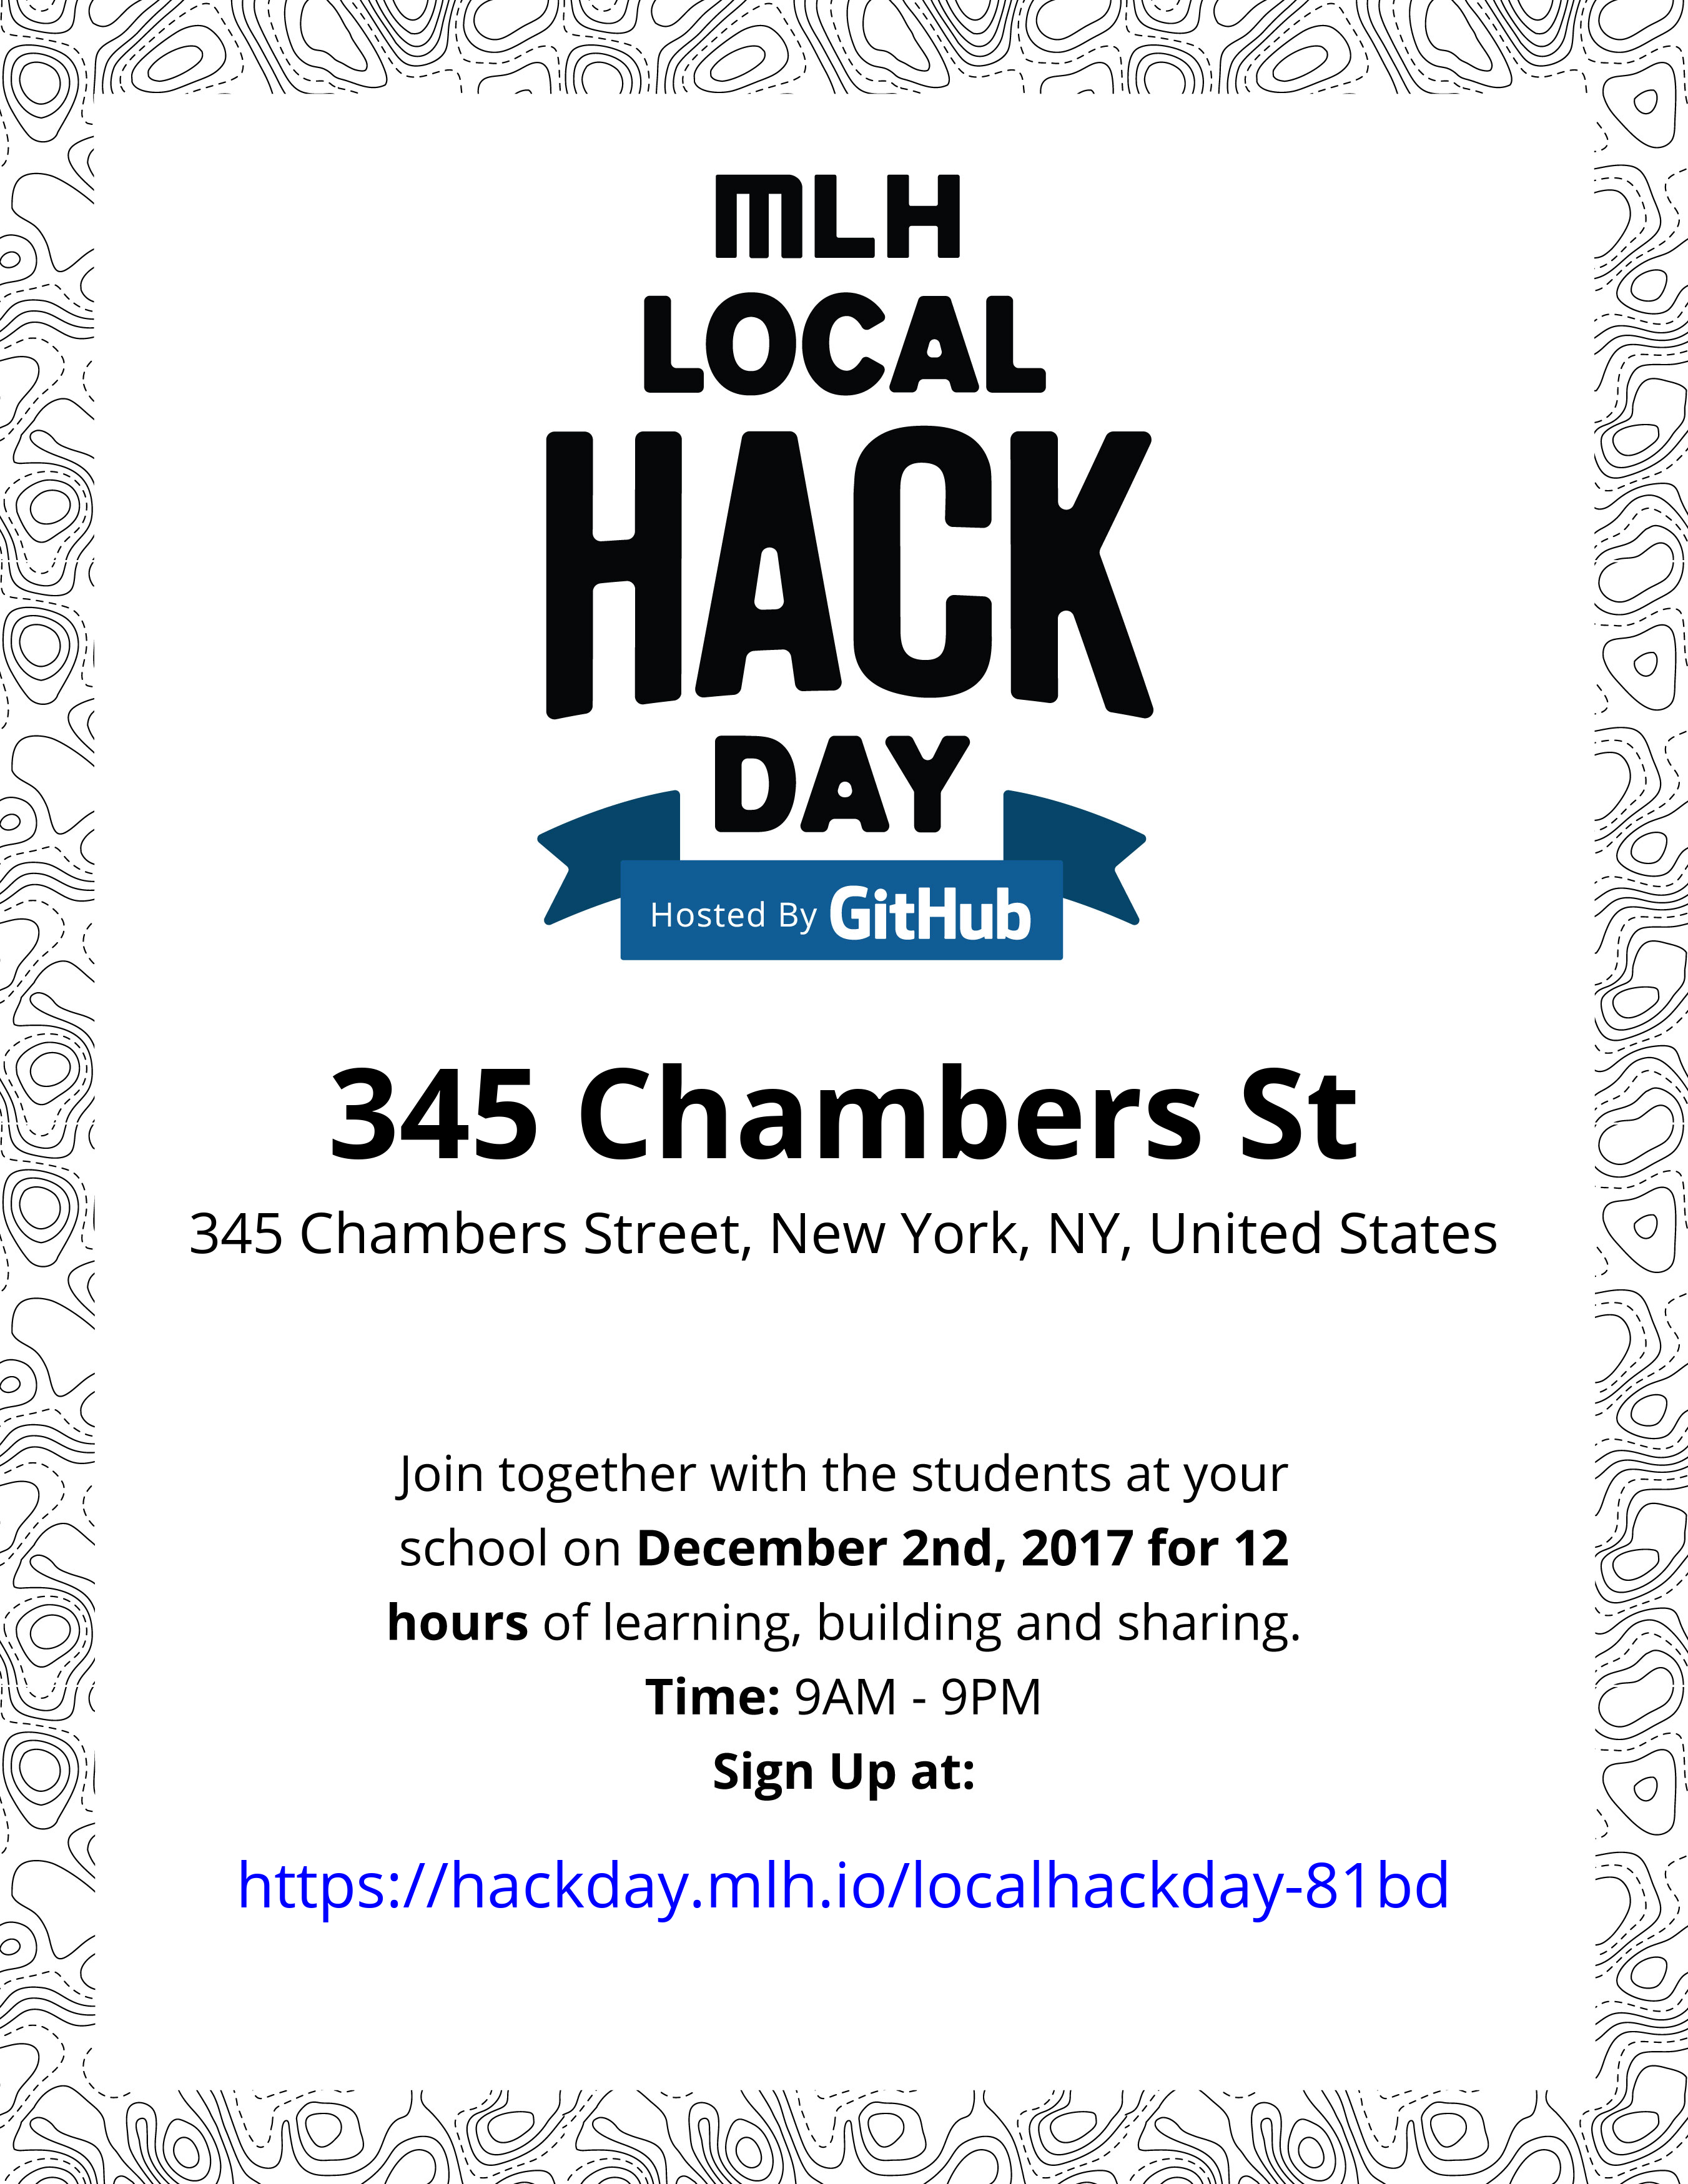 MLH
LOCAL
HACK
DAY
Hosted By GitHub
345 Chambers St
345 Chambers Street, New York, NY, United States
Join together with the students at your
school on December 2nd, 2017 for 12
hours of learning, building and sharing.
Time: 9AM - 9PM
Sign Up at:
https://hackday.mlh.io/localhackday-81bd